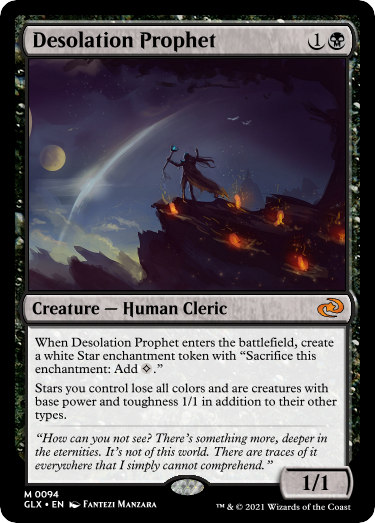 Desolation Prophet 1
Creature — Human Cleric
When Desolation Prophet enters the battlefield, create
a white Star enchantment token with “Sacrifice this
enchantment: Add .”
Stars you control lose all colors and are creatures with
base power and toughness 1/1 in addition to their other
types.
“How can you not see? There's something more, deeper in
the eternities. It's not of this world. There are traces of it
everywhere that I simply cannot comprehend.”
1/1
M 0094
GLX • EN Fantezi Manzara
™ & © 2021 Wizards of the Coast